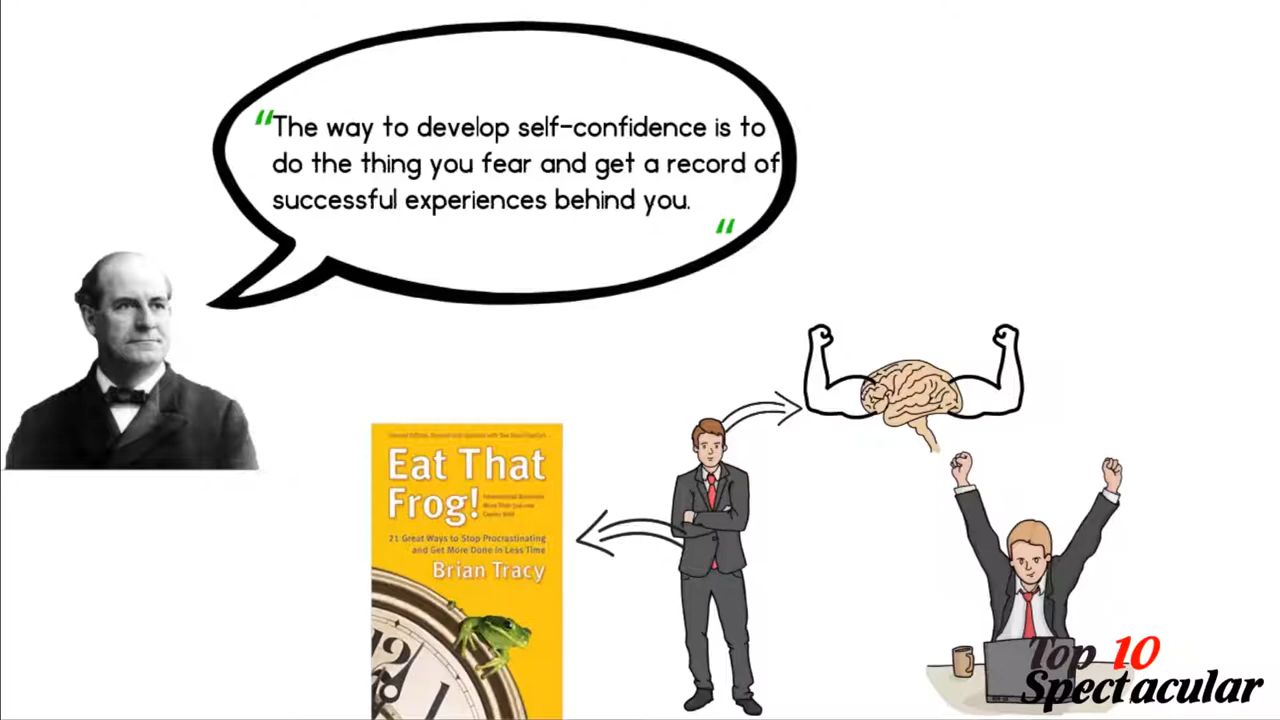 “The way to develop self-confidence is to
do the thing you fear and get a record of
successful experiences behind you.
“
Eat That
Frog!
21 Great Ways to Stop Procrastinating
and Get More Done in Less Time
Brian Tracy
12
Top 10
Spectacular